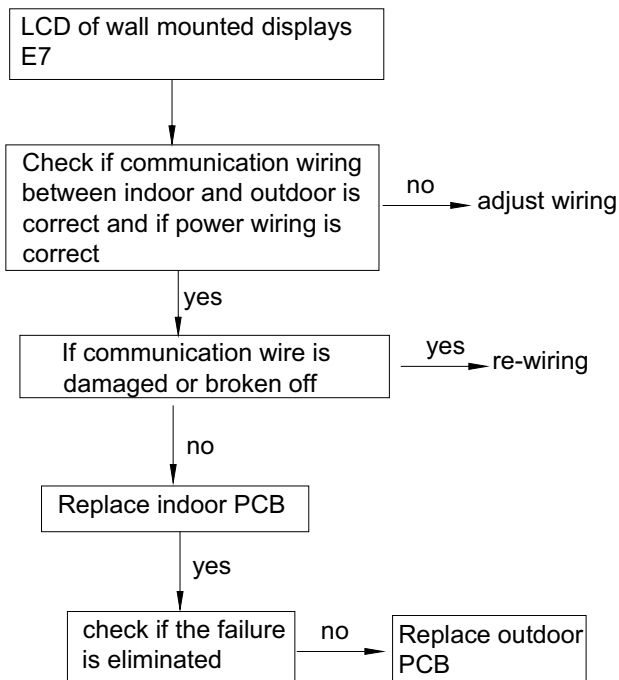 LCD of wall mounted displays
E7
Check if communication wiring
between indoor and outdoor is
correct and if power wiring is
correct
no
adjust wiring
yes
If communication wire is
damaged or broken off
yes
re-wiring
no
Replace indoor PCB
yes
check if the failure
is eliminated
no
Replace outdoor
PCB